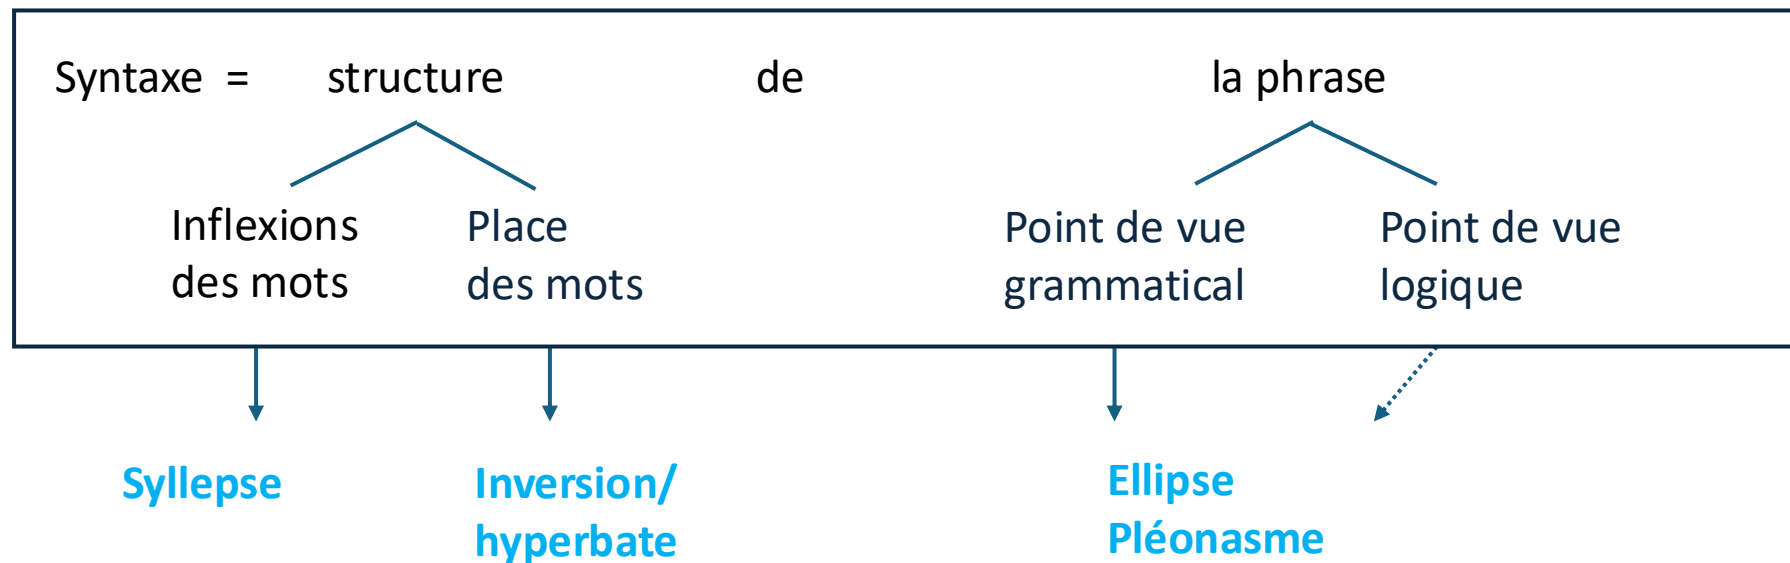 Syntaxe = structure de la phrase
Inflexions des mots
Place des mots
Point de vue grammatical
Point de vue logique
Syllepse
Inversion/
hyperbate
Ellipse
Pléonasme